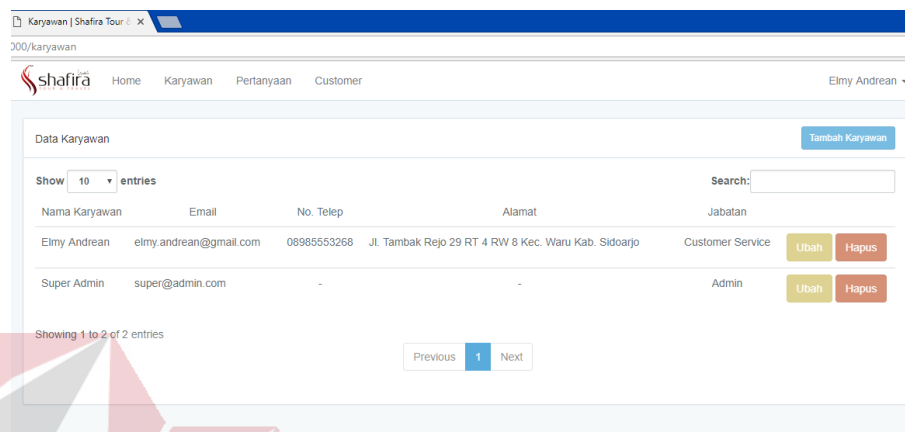 Karyawan | Shafira Tour &
000/karyawan
shafira Home Karyawan Pertanyaan Customer Elmy Andrean
TOUR & TRAVEL
Data Karyawan Tambah Karyawan
Show 10 entries Search:
Nama Karyawan Email No. Telep Alamat Jabatan
Elmy Andrean elmy.andrean@gmail.com 08985553268 Jl. Tambak Rejo 29 RT 4 RW 8 Kec. Waru Kab. Sidoarjo Customer Service Ubah Hapus
Super Admin super@admin.com - - Admin Ubah Hapus
Showing 1 to 2 of 2 entries
Previous 1 Next